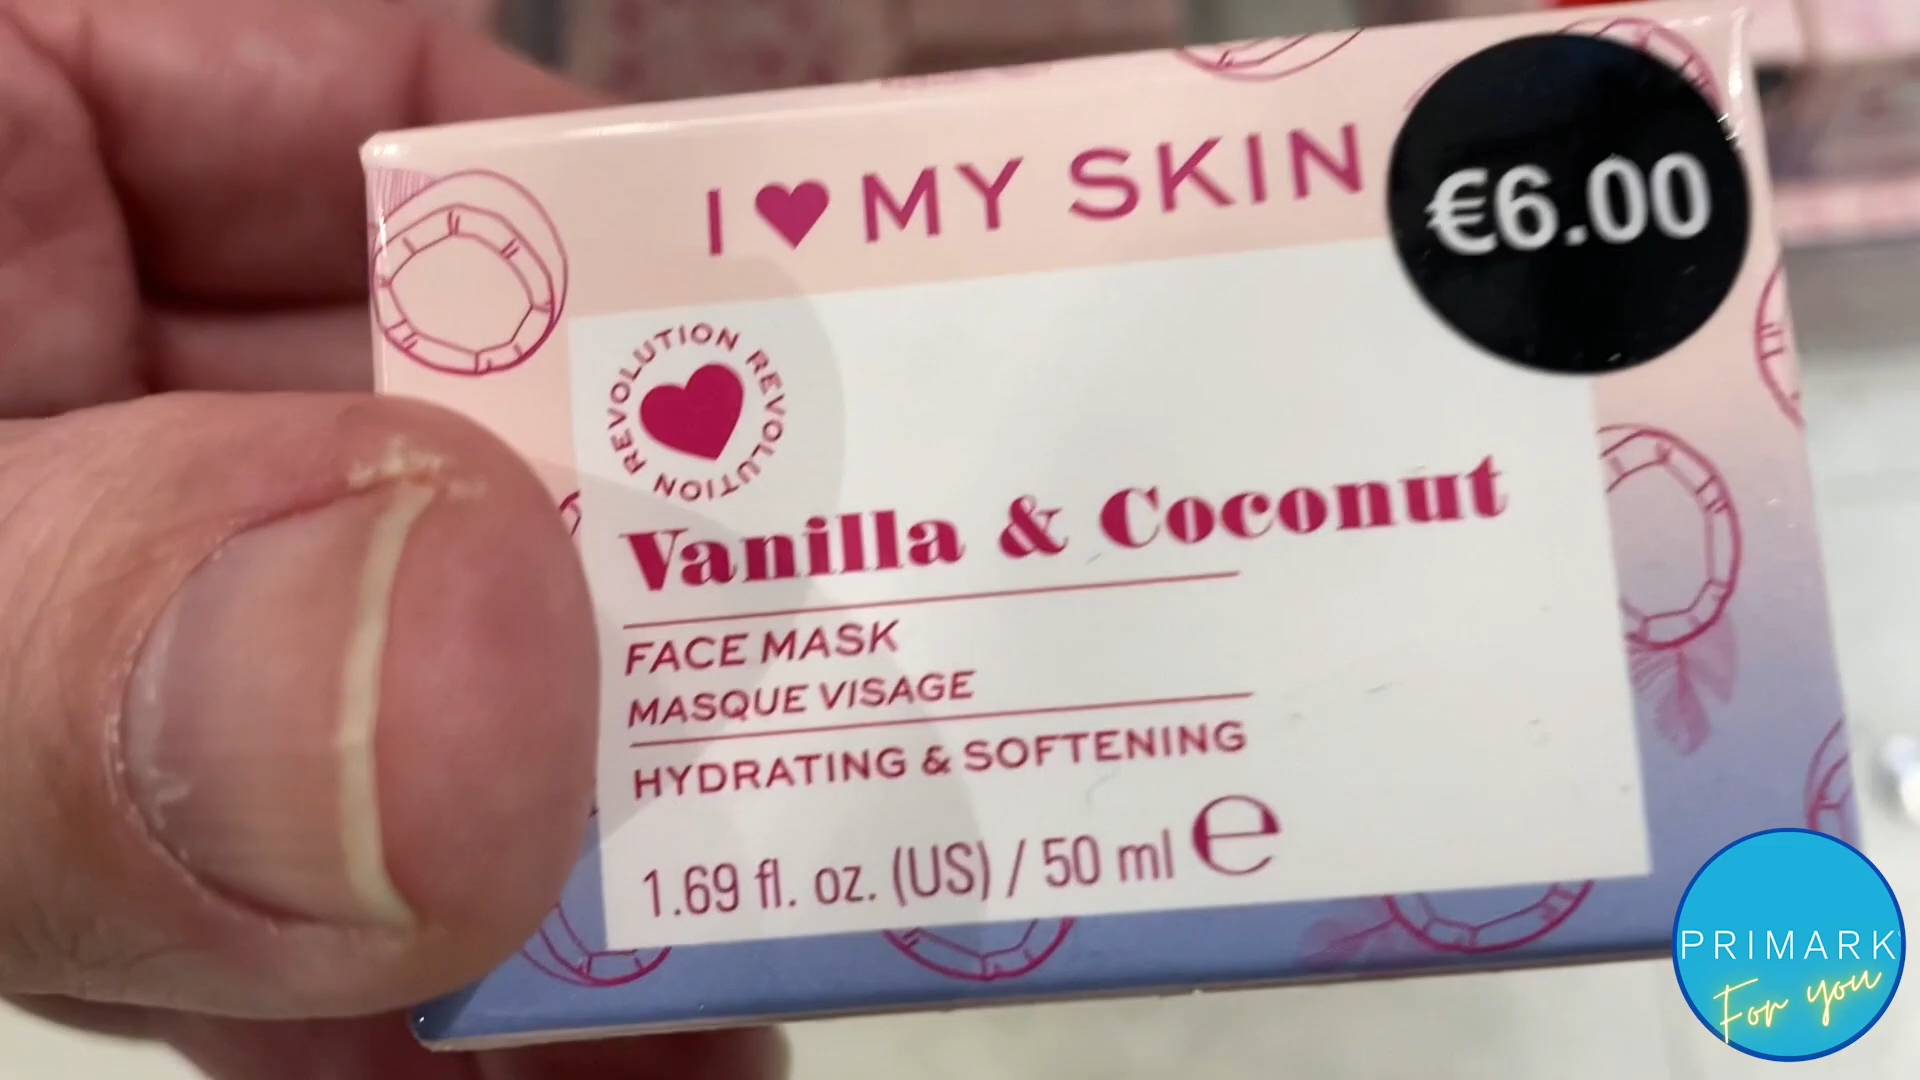 I ♥ MY SKIN
€6.00
REVOLUTION REVOLUTION
Vanilla & Coconut
FACE MASK
MASQUE VISAGE
HYDRATING & SOFTENING
1.69 fl. oz. (US) / 50 ml ℮
PRIMARK
For you